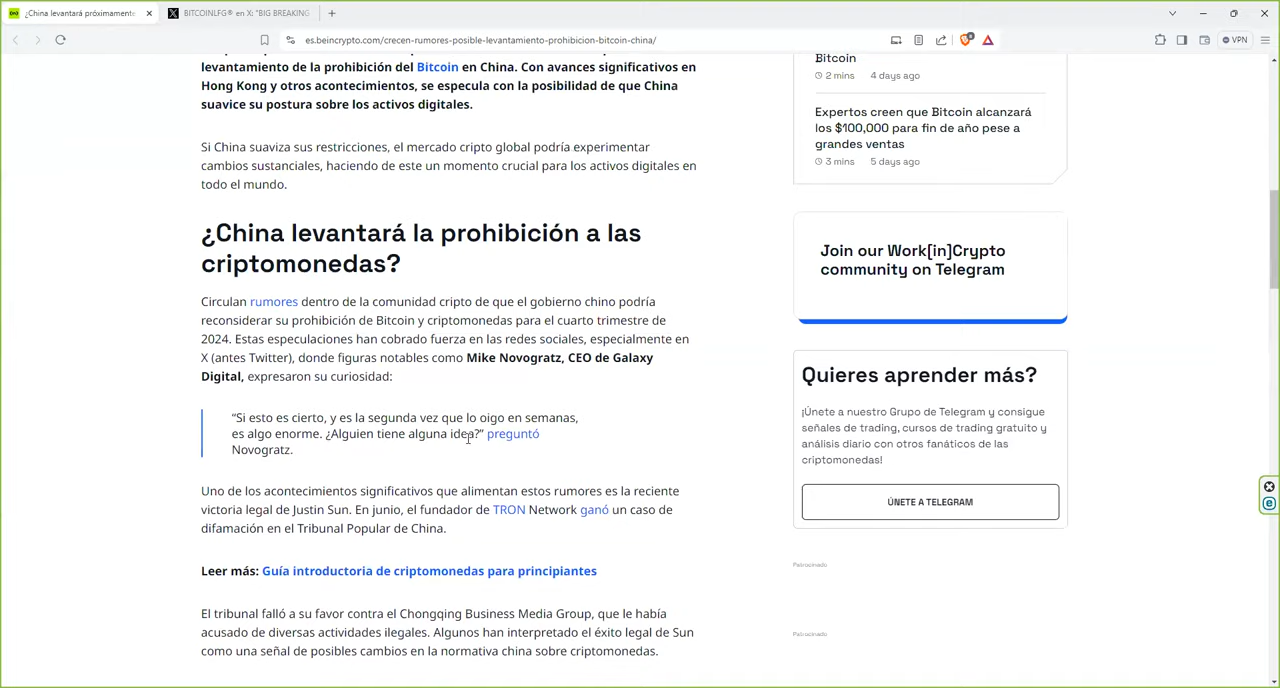 ¿China levantará próximamente
BITCOINLFG® en X: "BIG BREAKING
es.beincrypto.com/crecen-rumores-posible-levantamiento-prohibicion-bitcoin-china/
VPN
levantamiento de la prohibición del Bitcoin en China. Con avances significativos en
Hong Kong y otros acontecimientos, se especula con la posibilidad de que China
suavice su postura sobre los activos digitales.
Si China suaviza sus restricciones, el mercado cripto global podría experimentar
cambios sustanciales, haciendo de este un momento crucial para los activos digitales en
todo el mundo.
¿China levantará la prohibición a las
criptomonedas?
Circulan rumores dentro de la comunidad cripto de que el gobierno chino podría
reconsiderar su prohibición de Bitcoin y criptomonedas para el cuarto trimestre de
2024. Estas especulaciones han cobrado fuerza en las redes sociales, especialmente en
X (antes Twitter), donde figuras notables como Mike Novogratz, CEO de Galaxy
Digital, expresaron su curiosidad:
“Si esto es cierto, y es la segunda vez que lo oigo en semanas,
es algo enorme. ¿Alguien tiene alguna idea?” preguntó
Novogratz.
Uno de los acontecimientos significativos que alimentan estos rumores es la reciente
victoria legal de Justin Sun. En junio, el fundador de TRON Network ganó un caso de
difamación en el Tribunal Popular de China.
Leer más: Guía introductoria de criptomonedas para principiantes
El tribunal falló a su favor contra el Chongqing Business Media Group, que le había
acusado de diversas actividades ilegales. Algunos han interpretado el éxito legal de Sun
como una señal de posibles cambios en la normativa china sobre criptomonedas.
Bitcoin
2 mins 4 days ago
Expertos creen que Bitcoin alcanzará
los $100,000 para fin de año pese a
grandes ventas
3 mins 5 days ago
Join our Work[in]Crypto
community on Telegram
Quieres aprender más?
¡Únete a nuestro Grupo de Telegram y consigue
señales de trading, cursos de trading gratuito y
análisis diario con otros fanáticos de las
criptomonedas!
ÚNETE A TELEGRAM
Patrocinado
Patrocinado